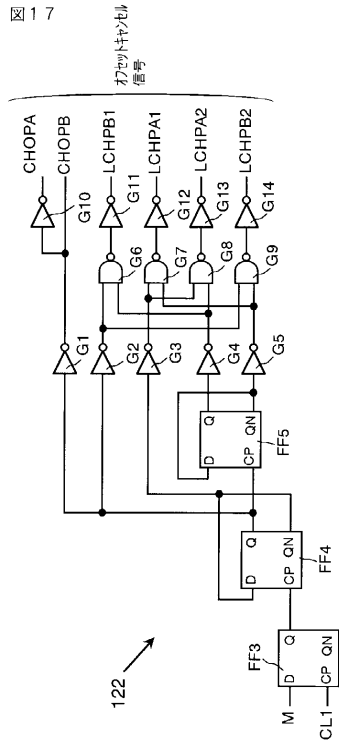 図17
オフセットキャンセル
信号
CHOPA
CHOPB
LCHPB1
LCHPA1
LCHPA2
LCHPB2
G10
G11
G12
G13
G14
G6
G7
G8
G9
G1
G2
G3
G4
G5
D Q
CP QN
FF5
D Q
CP QN
FF4
D Q
CP QN
FF3
M
CL1
122